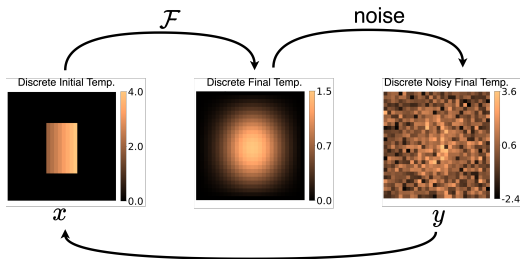 ℱ
noise
Discrete Initial Temp.
4.0
2.0
0.0
x
Discrete Final Temp.
1.5
0.7
0.0
Discrete Noisy Final Temp.
3.6
0.6
-2.4
y